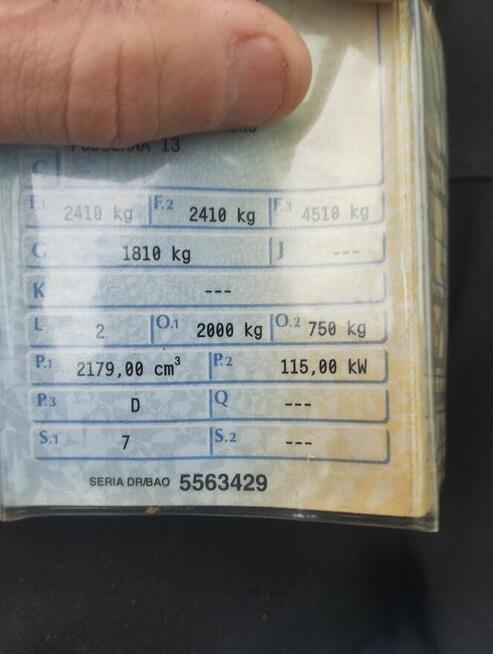 13
C
F.1 2410 kg F.2 2410 kg F.3 4510 kg
G 1810 kg J ---
K ---
L 2 O.1 2000 kg O.2 750 kg
P.1 2179,00 cm³ P.2 115,00 kW
P.3 D Q ---
S.1 7 S.2 ---
SERIA DR/BAO 5563429